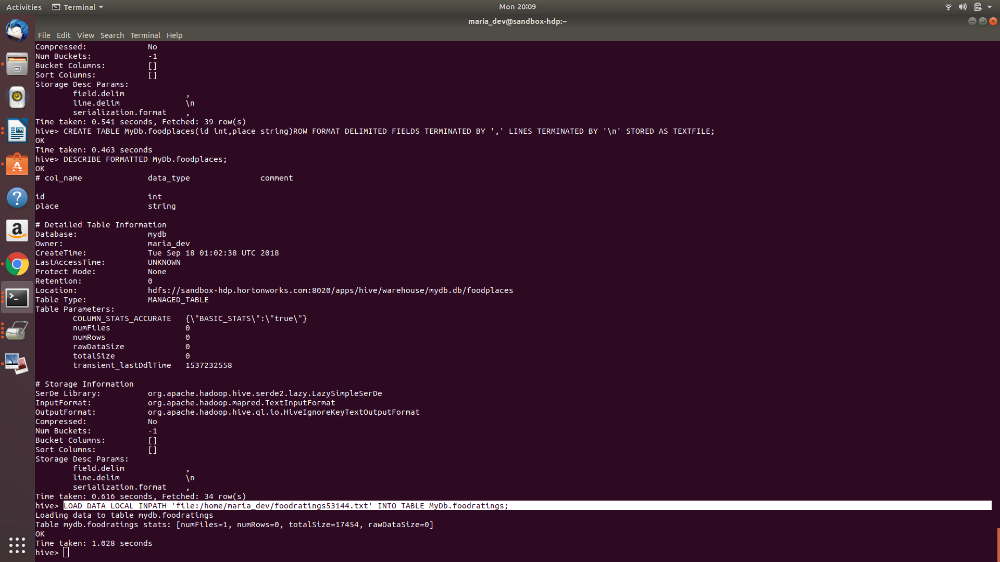 Activities Terminal Mon 20:09
maria_dev@sandbox-hdp:~
File Edit View Search Terminal Help
Compressed: No
Num Buckets: -1
Bucket Columns: []
Sort Columns: []
Storage Desc Params:
field.delim ,
line.delim \n
serialization.format ,
Time taken: 0.541 seconds, Fetched: 39 row(s)
hive> CREATE TABLE MyDb.foodplaces(id int,place string)ROW FORMAT DELIMITED FIELDS TERMINATED BY ',' LINES TERMINATED BY '\n' STORED AS TEXTFILE;
OK
Time taken: 0.463 seconds
hive> DESCRIBE FORMATTED MyDb.foodplaces;
OK
# col_name data_type comment
id int
place string
# Detailed Table Information
Database: mydb
Owner: maria_dev
CreateTime: Tue Sep 18 01:02:38 UTC 2018
LastAccessTime: UNKNOWN
Protect Mode: None
Retention: 0
Location: hdfs://sandbox-hdp.hortonworks.com:8020/apps/hive/warehouse/mydb.db/foodplaces
Table Type: MANAGED_TABLE
Table Parameters:
COLUMN_STATS_ACCURATE {\"BASIC_STATS\":\"true\"}
numFiles 0
numRows 0
rawDataSize 0
totalSize 0
transient_lastDdlTime 1537232558
# Storage Information
SerDe Library: org.apache.hadoop.hive.serde2.lazy.LazySimpleSerDe
InputFormat: org.apache.hadoop.mapred.TextInputFormat
OutputFormat: org.apache.hadoop.hive.ql.io.HiveIgnoreKeyTextOutputFormat
Compressed: No
Num Buckets: -1
Bucket Columns: []
Sort Columns: []
Storage Desc Params:
field.delim ,
line.delim \n
serialization.format ,
Time taken: 0.616 seconds, Fetched: 34 row(s)
hive> LOAD DATA LOCAL INPATH 'file:/home/maria_dev/foodratings53144.txt' INTO TABLE MyDb.foodratings;
Loading data to table mydb.foodratings
Table mydb.foodratings stats: [numFiles=1, numRows=0, totalSize=17454, rawDataSize=0]
OK
Time taken: 1.028 seconds
hive>